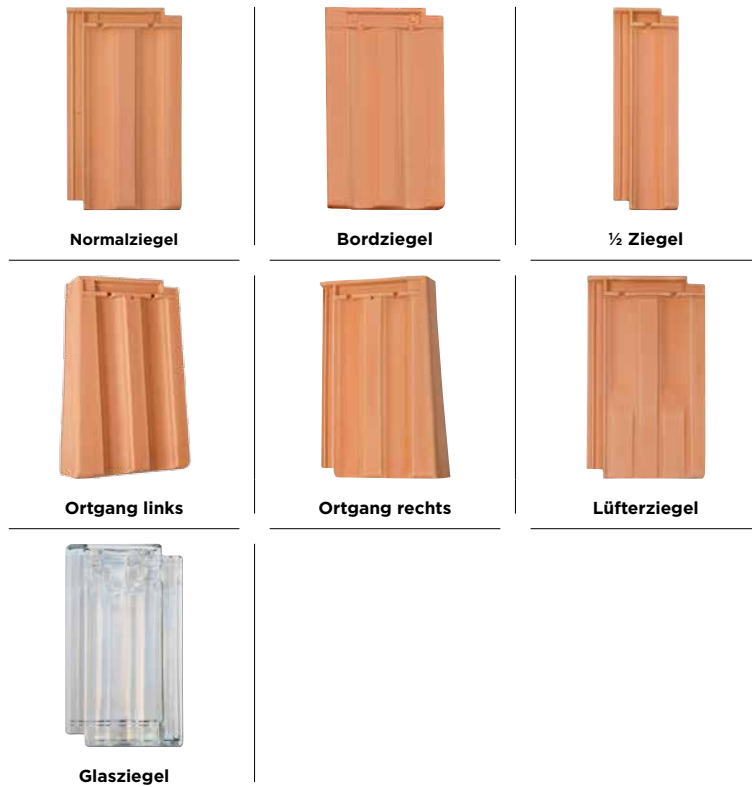 Normalziegel
Bordziegel
½ Ziegel
Ortgang links
Ortgang rechts
Lüfterziegel
Glasziegel